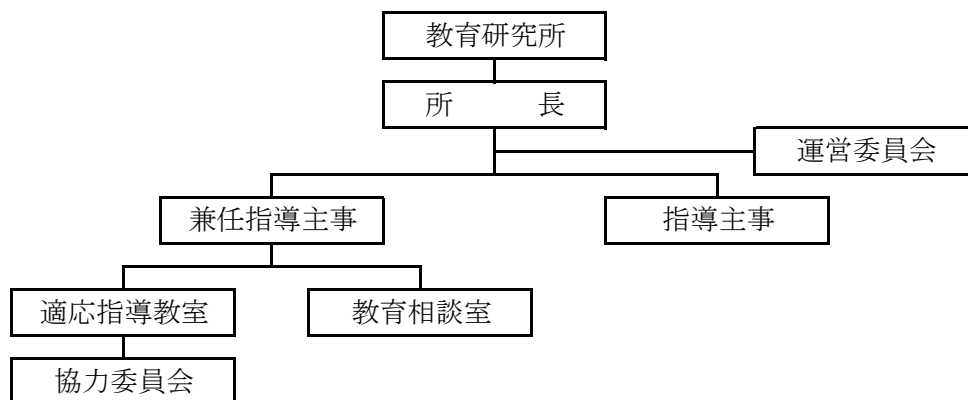 教育研究所
所　　　長
運営委員会
兼任指導主事
指導主事
適応指導教室
教育相談室
協力委員会